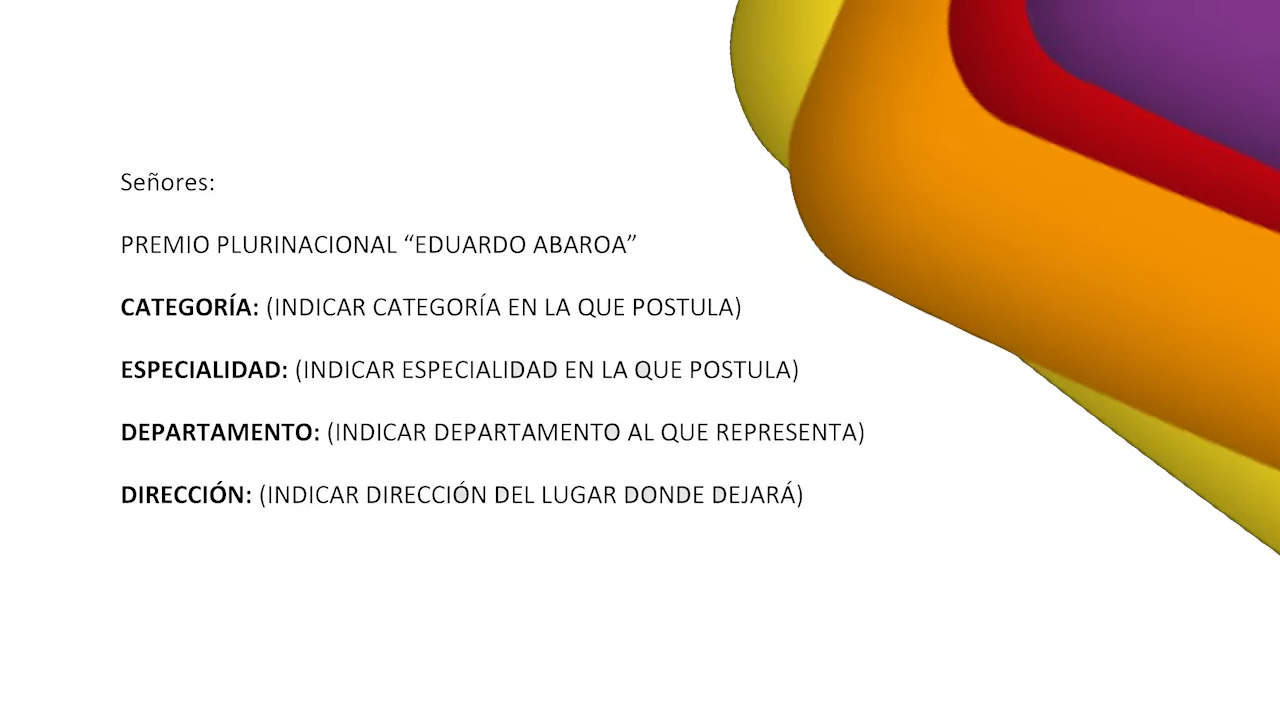 Señores:
PREMIO PLURINACIONAL “EDUARDO ABAROA”
CATEGORÍA: (INDICAR CATEGORÍA EN LA QUE POSTULA)
ESPECIALIDAD: (INDICAR ESPECIALIDAD EN LA QUE POSTULA)
DEPARTAMENTO: (INDICAR DEPARTAMENTO AL QUE REPRESENTA)
DIRECCIÓN: (INDICAR DIRECCIÓN DEL LUGAR DONDE DEJARÁ)